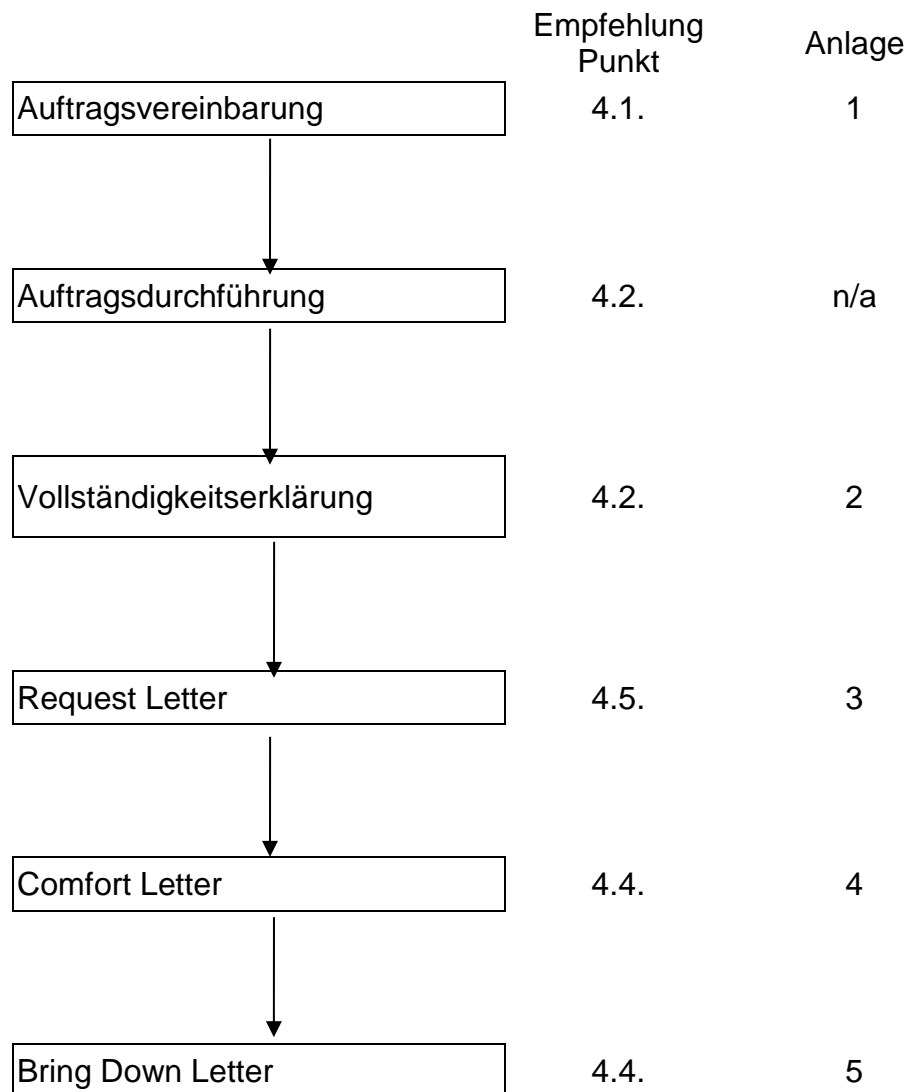 Empfehlung
Punkt
Anlage
Auftragsvereinbarung 4.1. 1
Auftragsdurchführung 4.2. n/a
Vollständigkeitserklärung 4.2. 2
Request Letter 4.5. 3
Comfort Letter 4.4. 4
Bring Down Letter 4.4. 5